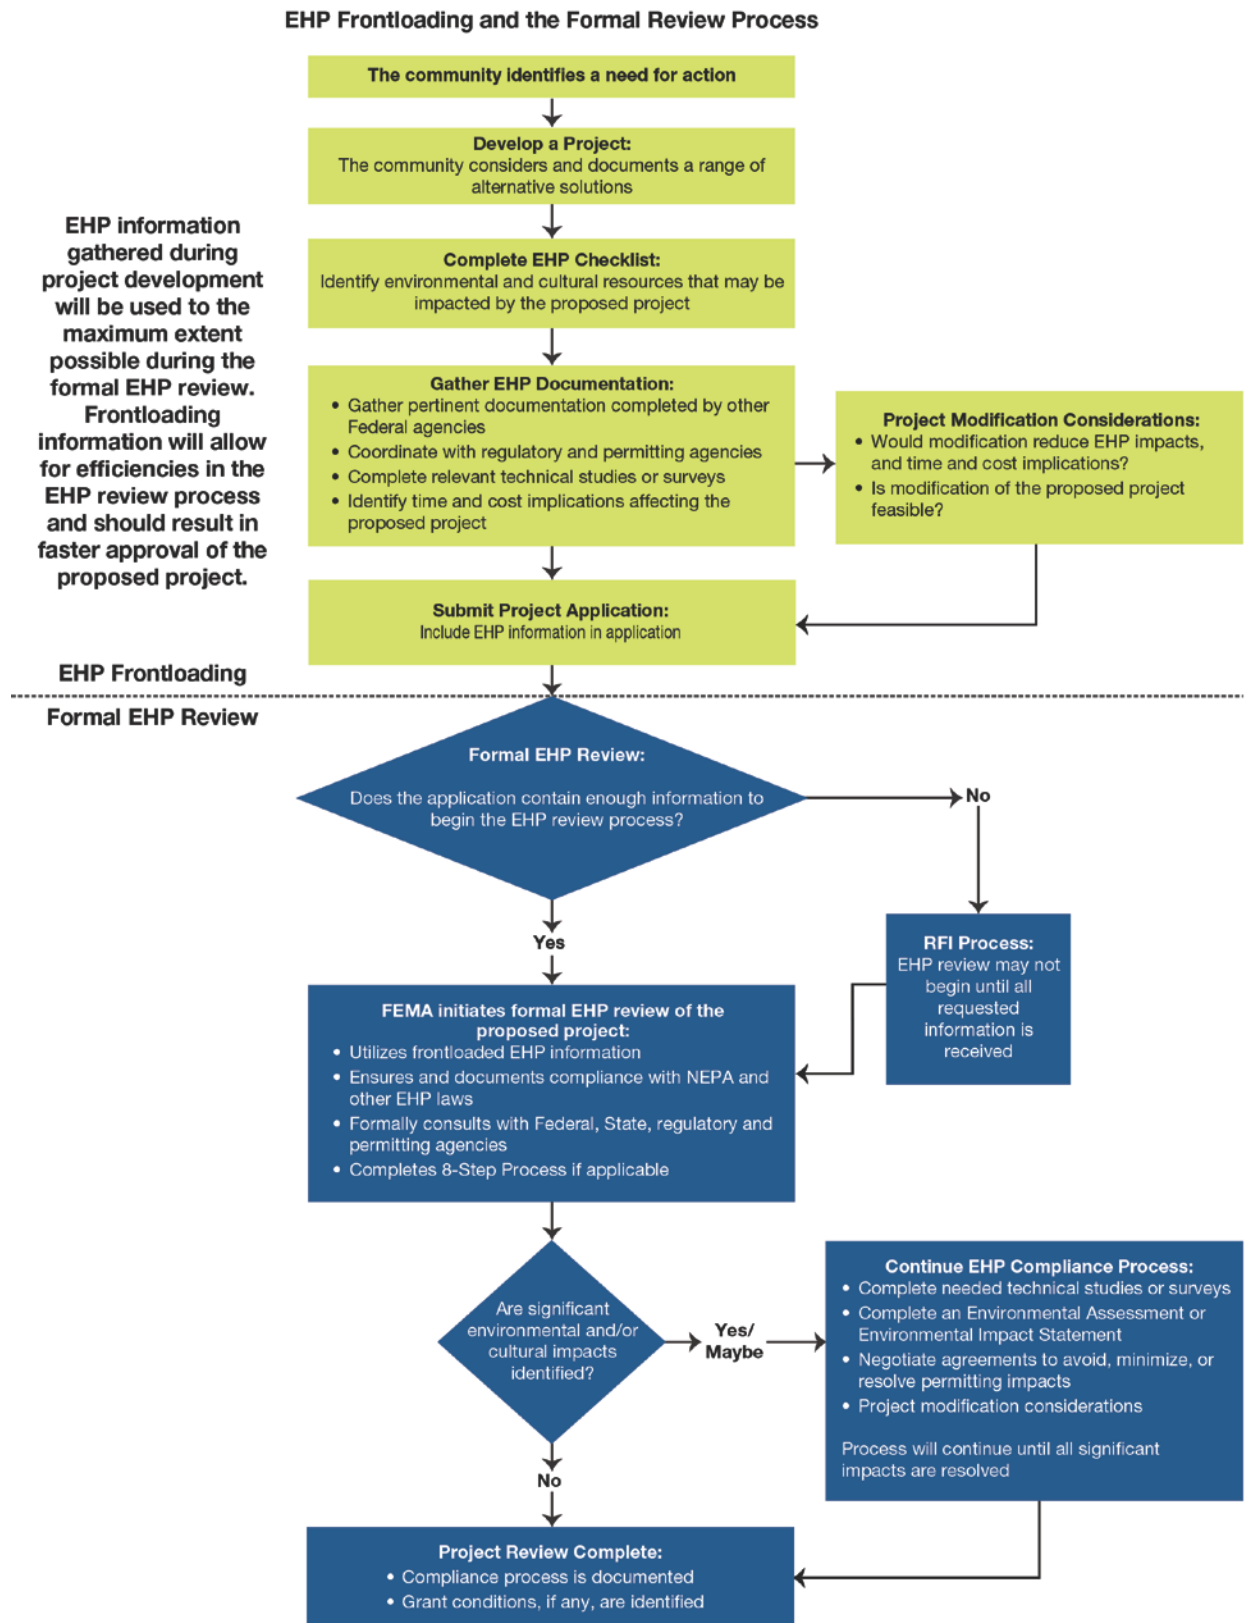 EHP Frontloading and the Formal Review Process
The community identifies a need for action
Develop a Project:
The community considers and documents a range of
alternative solutions
EHP information
gathered during
project development
will be used to the
maximum extent
possible during the
formal EHP review.
Frontloading
information will allow
for efficiencies in the
EHP review process
and should result in
faster approval of the
proposed project.
Complete EHP Checklist:
Identify environmental and cultural resources that may be
impacted by the proposed project
Gather EHP Documentation:
• Gather pertinent documentation completed by other
Federal agencies
• Coordinate with regulatory and permitting agencies
• Complete relevant technical studies or surveys
• Identify time and cost implications affecting the
proposed project
Project Modification Considerations:
• Would modification reduce EHP impacts,
and time and cost implications?
• Is modification of the proposed project
feasible?
Submit Project Application:
Include EHP information in application
EHP Frontloading
Formal EHP Review
Formal EHP Review:
Does the application contain enough information to
begin the EHP review process?
No
Yes
RFI Process:
EHP review may not
begin until all
requested
information is
received
FEMA initiates formal EHP review of the
proposed project:
• Utilizes frontloaded EHP information
• Ensures and documents compliance with NEPA and
other EHP laws
• Formally consults with Federal, State, regulatory and
permitting agencies
• Completes 8-Step Process if applicable
Are significant
environmental and/or
cultural impacts
identified?
Yes/
Maybe
Continue EHP Compliance Process:
• Complete needed technical studies or surveys
• Complete an Environmental Assessment or
Environmental Impact Statement
• Negotiate agreements to avoid, minimize, or
resolve permitting impacts
• Project modification considerations
Process will continue until all significant
impacts are resolved
No
Project Review Complete:
• Compliance process is documented
• Grant conditions, if any, are identified